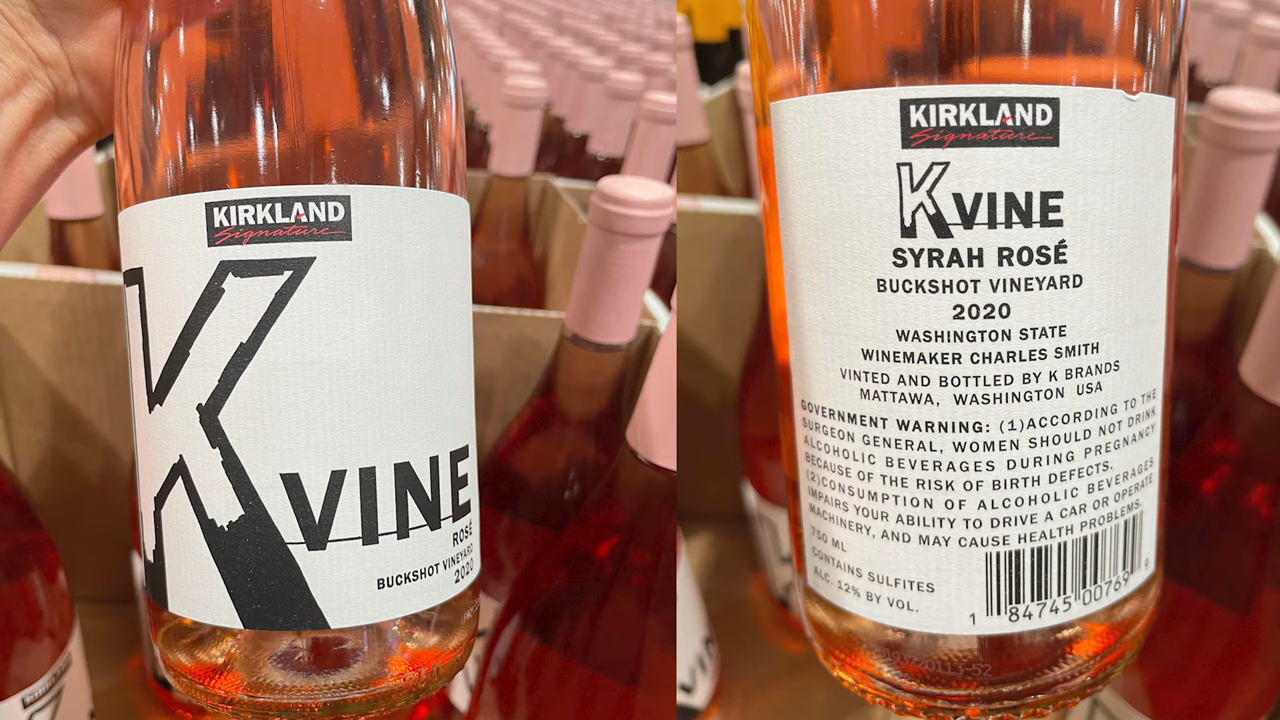 KIRKLAND
Signature
K VINE
ROSÉ
BUCKSHOT VINEYARD
2020
KIRKLAND
Signature
K VINE
SYRAH ROSÉ
BUCKSHOT VINEYARD
2020
WASHINGTON STATE
WINEMAKER CHARLES SMITH
VINTED AND BOTTLED BY K BRANDS
MATTAWA, WASHINGTON USA
GOVERNMENT WARNING: (1)ACCORDING TO THE
SURGEON GENERAL, WOMEN SHOULD NOT DRINK
ALCOHOLIC BEVERAGES DURING PREGNANCY
BECAUSE OF THE RISK OF BIRTH DEFECTS.
(2)CONSUMPTION OF ALCOHOLIC BEVERAGES
IMPAIRS YOUR ABILITY TO DRIVE A CAR OR OPERATE
MACHINERY, AND MAY CAUSE HEALTH PROBLEMS.
750 ML
CONTAINS SULFITES
ALC. 12% BY VOL.
1 84745 00769 9
KIRKLAND